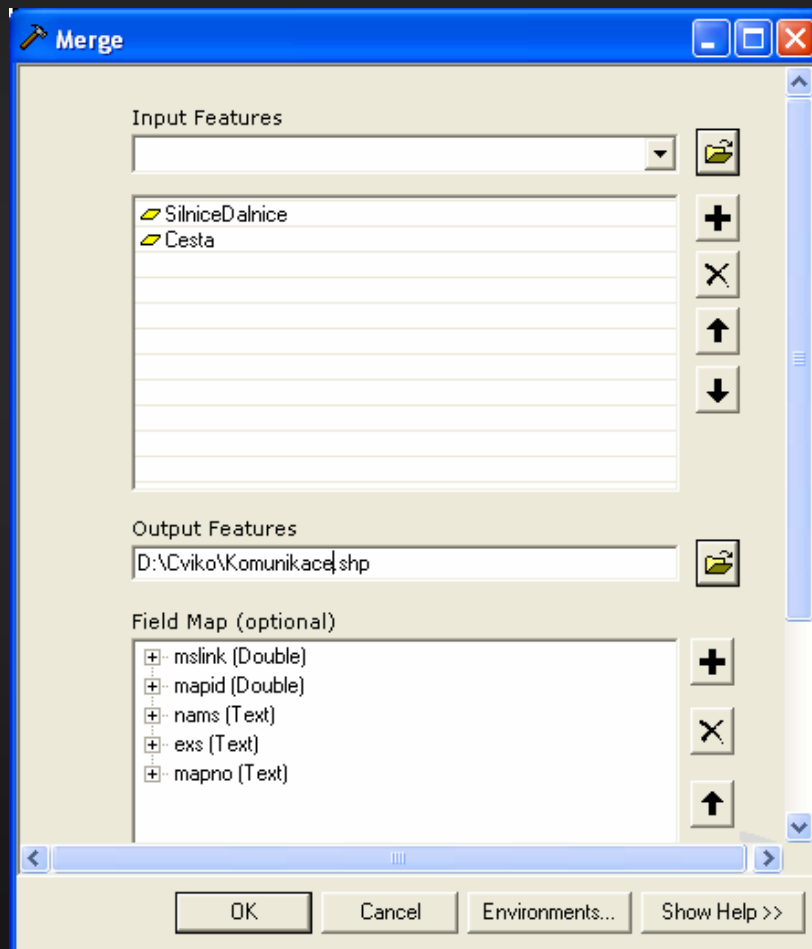 Merge
Input Features
SilniceDalnice
Cesta
Output Features
D:\Cviko\Komunikace.shp
Field Map (optional)
mslink (Double)
mapid (Double)
nams (Text)
exs (Text)
mapno (Text)
OK
Cancel
Environments...
Show Help >>